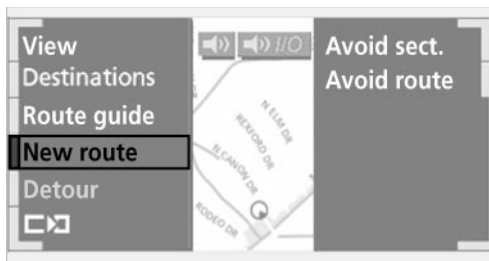 View
Destinations
Route guide
New route
Detour
I/O
Avoid sect.
Avoid route
N ELM DR
REXFORD DR
N CANON DR
RODEO DR